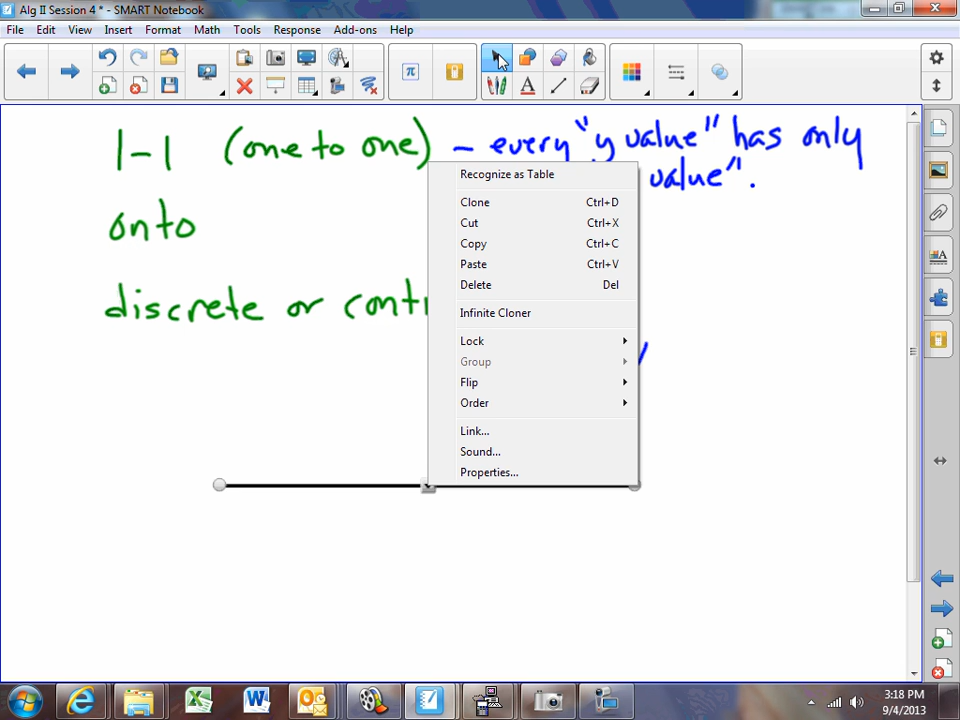 Alg II Session 4 * - SMART Notebook
File Edit View Insert Format Math Tools Response Add-ons Help
1-1 (one to one) - every "y value" has only
value".
onto
discrete or conti
Recognize as Table
Clone Ctrl+D
Cut Ctrl+X
Copy Ctrl+C
Paste Ctrl+V
Delete Del
Infinite Cloner
Lock
Group
Flip
Order
Link...
Sound...
Properties...
3:18 PM
9/4/2013